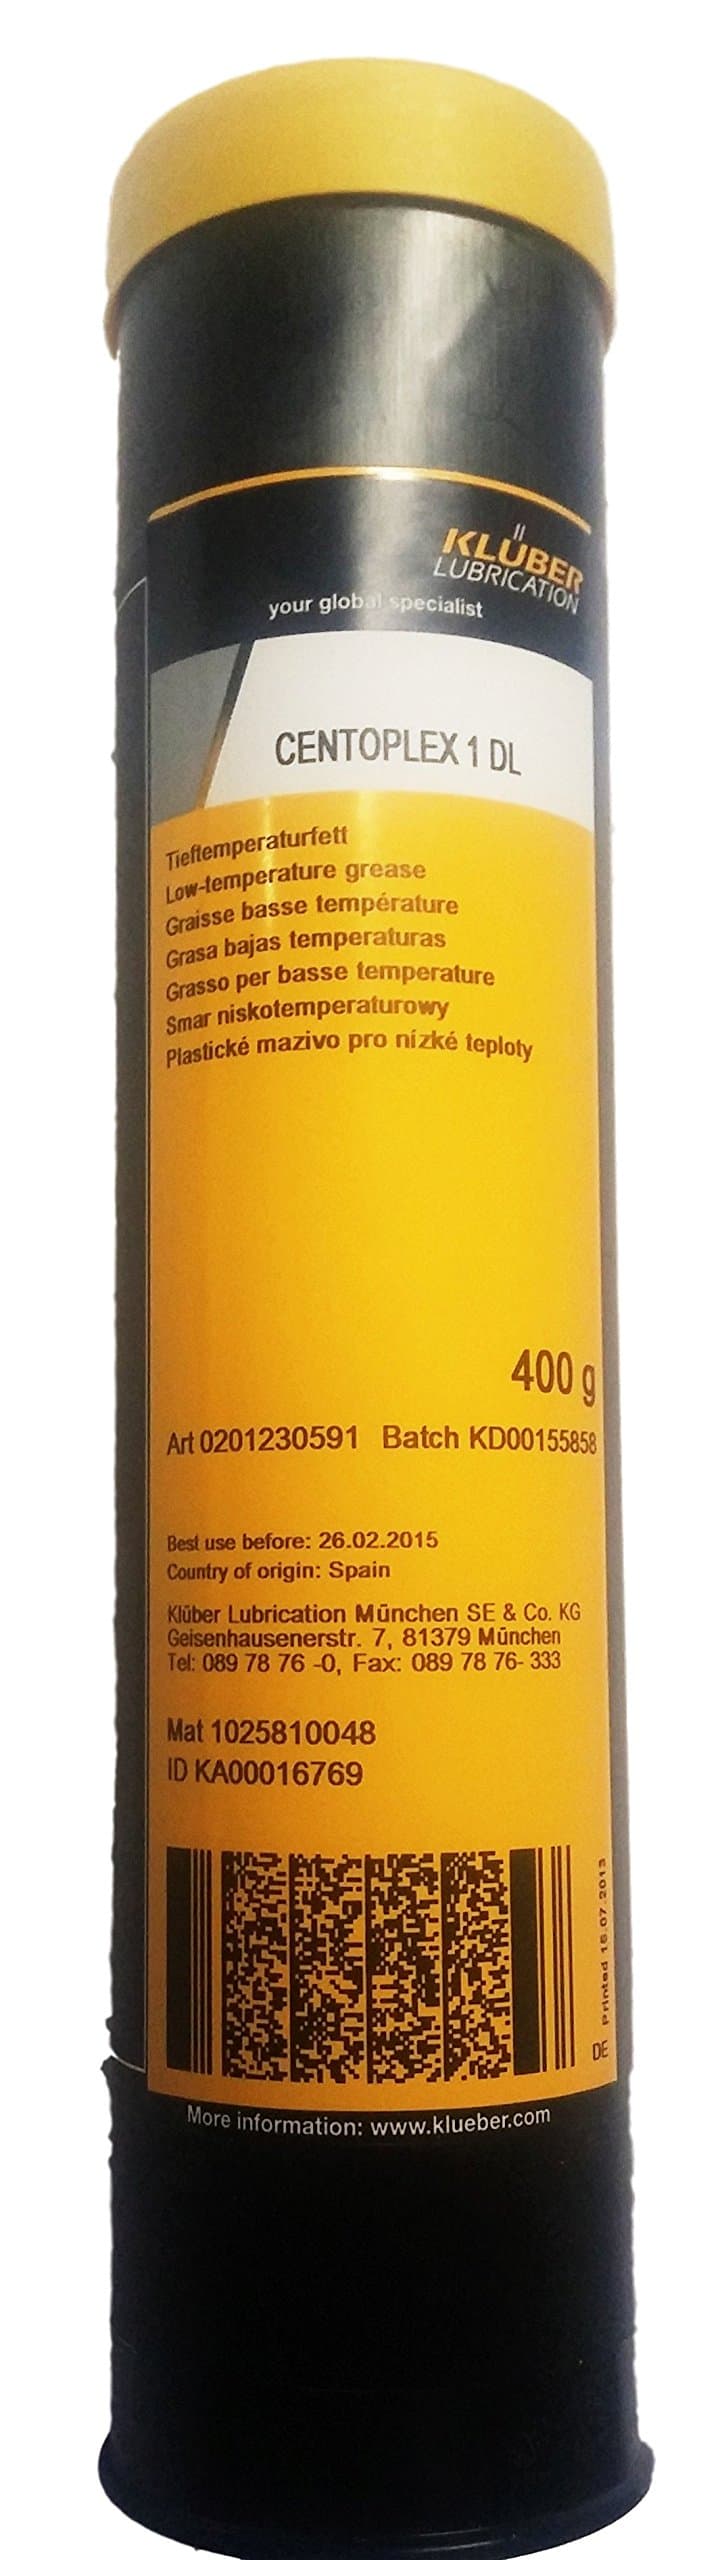 KLÜBER
LUBRICATION
your global specialist
CENTOPLEX 1 DL
Tieftemperaturfett
Low-temperature grease
Graisse basse température
Grasa bajas temperaturas
Grasso per basse temperature
Smar niskotemperaturowy
Plastické mazivo pro nízké teploty
400 g
Art 0201230591 Batch KD00155858
Best use before: 26.02.2015
Country of origin: Spain
Klüber Lubrication München SE & Co. KG
Geisenhausenerstr. 7, 81379 München
Tel: 089 78 76 -0, Fax: 089 78 76- 333
Mat 1025810048
ID KA00016769
Printed 16.07.2013
DE
More information: www.klueber.com